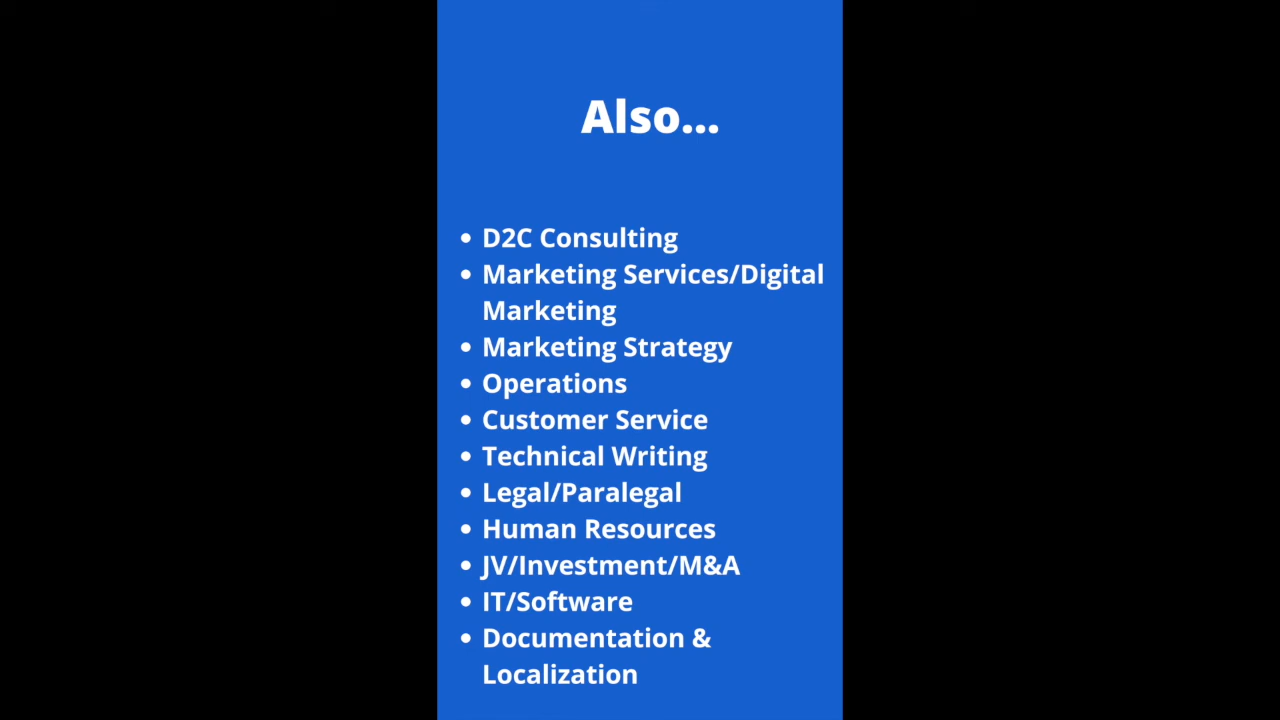 Also...
• D2C Consulting
• Marketing Services/Digital
Marketing
• Marketing Strategy
• Operations
• Customer Service
• Technical Writing
• Legal/Paralegal
• Human Resources
• JV/Investment/M&A
• IT/Software
• Documentation &
Localization